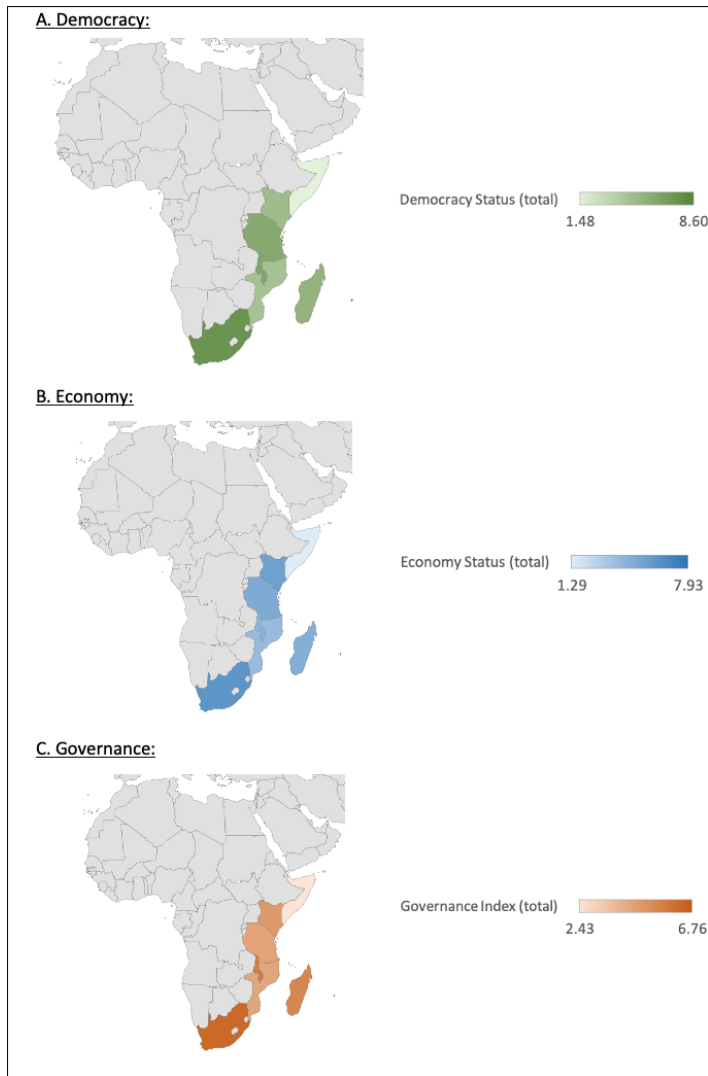 A. Democracy:
Democracy Status (total)
1.48 8.60
B. Economy:
Economy Status (total)
1.29 7.93
C. Governance:
Governance Index (total)
2.43 6.76